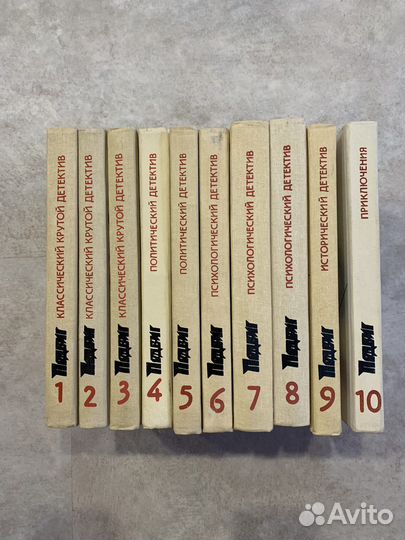 КЛАССИЧЕСКИЙ КРУТОЙ ДЕТЕКТИВ
Подвиг
1
КЛАССИЧЕСКИЙ КРУТОЙ ДЕТЕКТИВ
Подвиг
2
КЛАССИЧЕСКИЙ КРУТОЙ ДЕТЕКТИВ
Подвиг
3
ПОЛИТИЧЕСКИЙ ДЕТЕКТИВ
Подвиг
4
ПОЛИТИЧЕСКИЙ ДЕТЕКТИВ
Подвиг
5
ПСИХОЛОГИЧЕСКИЙ ДЕТЕКТИВ
Подвиг
6
ПСИХОЛОГИЧЕСКИЙ ДЕТЕКТИВ
Подвиг
7
ПСИХОЛОГИЧЕСКИЙ ДЕТЕКТИВ
Подвиг
8
ИСТОРИЧЕСКИЙ ДЕТЕКТИВ
Подвиг
9
ПРИКЛЮЧЕНИЯ
Подвиг
10
Avito